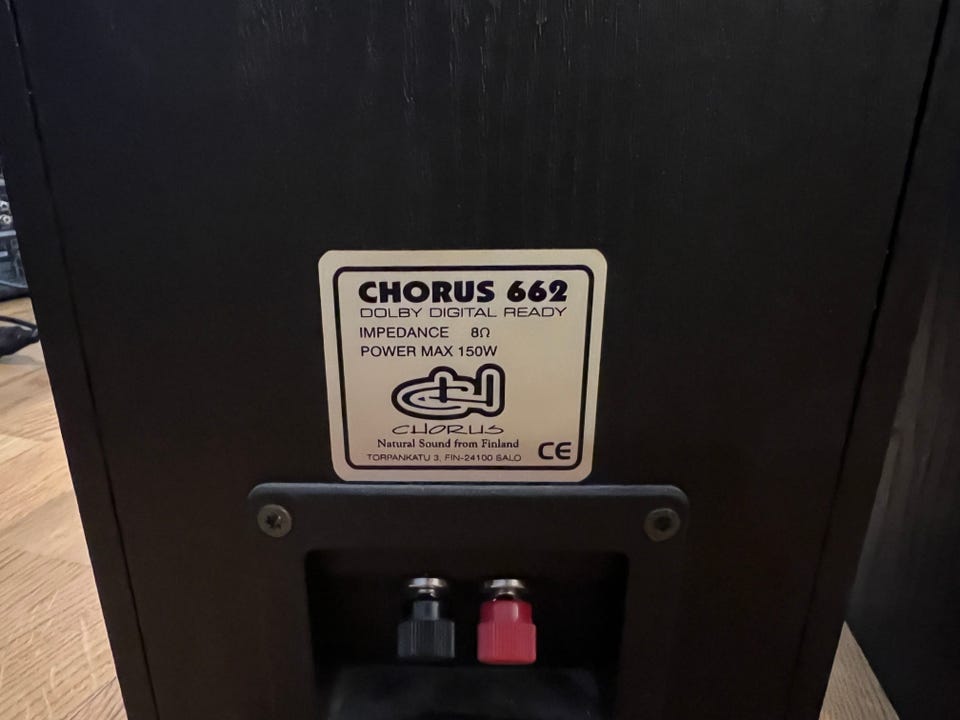 CHORUS 662
DOLBY DIGITAL READY
IMPEDANCE 8Ω
POWER MAX 150W
CHORUS
Natural Sound from Finland
TORPANKATU 3, FIN-24100 SALO
CE